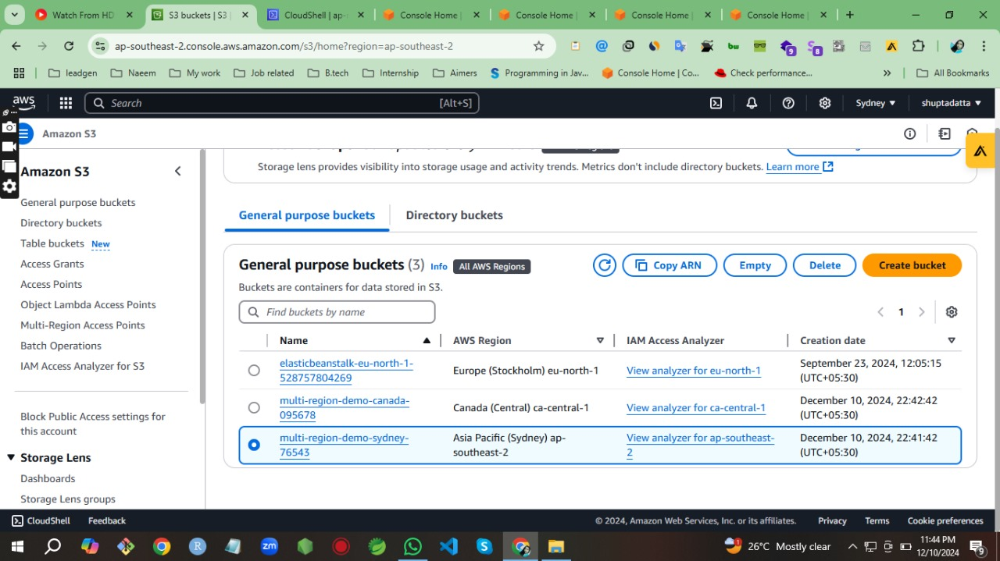 Watch From HD
S3 buckets | S3 |
CloudShell | ap-
Console Home |
Console Home |
Console Home |
Console Home |
ap-southeast-2.console.aws.amazon.com/s3/home?region=ap-southeast-2
bw
9
8
leadgen
Naeem
My work
Job related
B.tech
Internship
Aimers
Programming in Jav...
Console Home | Co...
Check performance...
All Bookmarks
aws
Search
[Alt+S]
Sydney
shuptadatta
Amazon S3
Amazon S3
General purpose buckets
Directory buckets
Table buckets New
Access Grants
Access Points
Object Lambda Access Points
Multi-Region Access Points
Batch Operations
IAM Access Analyzer for S3
Block Public Access settings for
this account
Storage Lens
Dashboards
Storage Lens groups
Storage lens provides visibility into storage usage and activity trends. Metrics don't include directory buckets. Learn more
General purpose buckets
Directory buckets
General purpose buckets (3) Info All AWS Regions
Copy ARN
Empty
Delete
Create bucket
Buckets are containers for data stored in S3.
Find buckets by name
1
Name
AWS Region
IAM Access Analyzer
Creation date
elasticbeanstalk-eu-north-1-
528757804269
Europe (Stockholm) eu-north-1
View analyzer for eu-north-1
September 23, 2024, 12:05:15
(UTC+05:30)
multi-region-demo-canada-
095678
Canada (Central) ca-central-1
View analyzer for ca-central-1
December 10, 2024, 22:42:42
(UTC+05:30)
multi-region-demo-sydney-
76543
Asia Pacific (Sydney) ap-
southeast-2
View analyzer for ap-southeast-
2
December 10, 2024, 22:41:42
(UTC+05:30)
CloudShell
Feedback
© 2024, Amazon Web Services, Inc. or its affiliates.
Privacy
Terms
Cookie preferences
zm
26°C Mostly clear
11:44 PM
12/10/2024
9